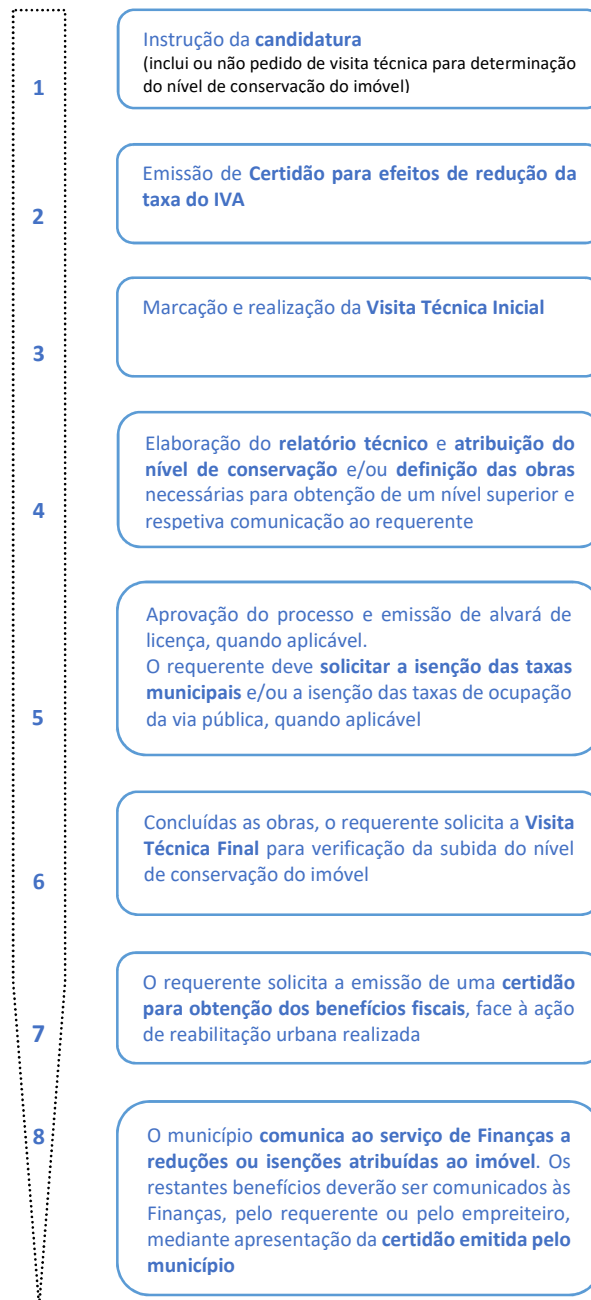 1
Instrução da candidatura
(inclui ou não pedido de visita técnica para determinação
do nível de conservação do imóvel)
2
Emissão de Certidão para efeitos de redução da
taxa do IVA
3
Marcação e realização da Visita Técnica Inicial
4
Elaboração do relatório técnico e atribuição do
nível de conservação e/ou definição das obras
necessárias para obtenção de um nível superior e
respetiva comunicação ao requerente
5
Aprovação do processo e emissão de alvará de
licença, quando aplicável.
O requerente deve solicitar a isenção das taxas
municipais e/ou a isenção das taxas de ocupação
da via pública, quando aplicável
6
Concluídas as obras, o requerente solicita a Visita
Técnica Final para verificação da subida do nível
de conservação do imóvel
7
O requerente solicita a emissão de uma certidão
para obtenção dos benefícios fiscais, face à ação
de reabilitação urbana realizada
8
O município comunica ao serviço de Finanças a
reduções ou isenções atribuídas ao imóvel. Os
restantes benefícios deverão ser comunicados às
Finanças, pelo requerente ou pelo empreiteiro,
mediante apresentação da certidão emitida pelo
município